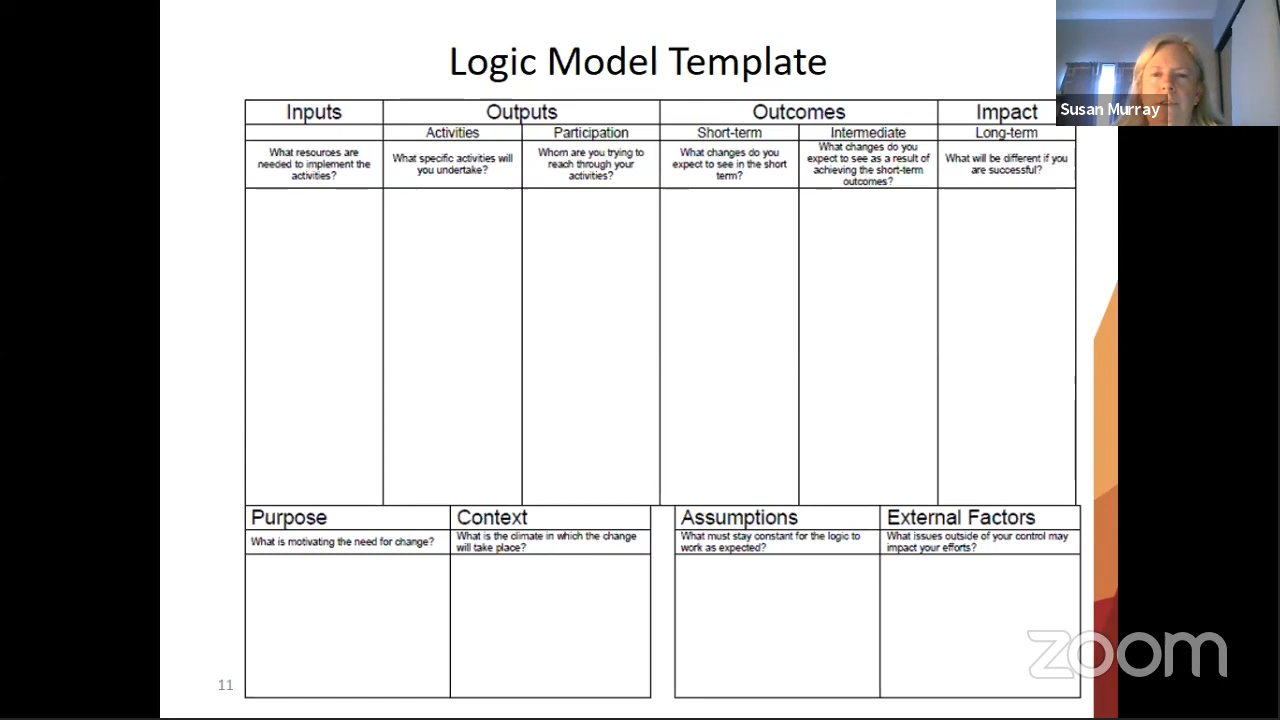 Logic Model Template
Susan Murray
Inputs Outputs Outcomes Impact
Activities Participation Short-term Intermediate Long-term
What resources are
needed to implement the
activities?
What specific activities will
you undertake?
Whom are you trying to
reach through your
activities?
What changes do you
expect to see in the short
term?
What changes do you
expect to see as a result of
achieving the short-term
outcomes?
What will be different if you
are successful?
Purpose
What is motivating the need for change?
Context
What is the climate in which the change
will take place?
Assumptions
What must stay constant for the logic to
work as expected?
External Factors
What issues outside of your control may
impact your efforts?
11
zoom